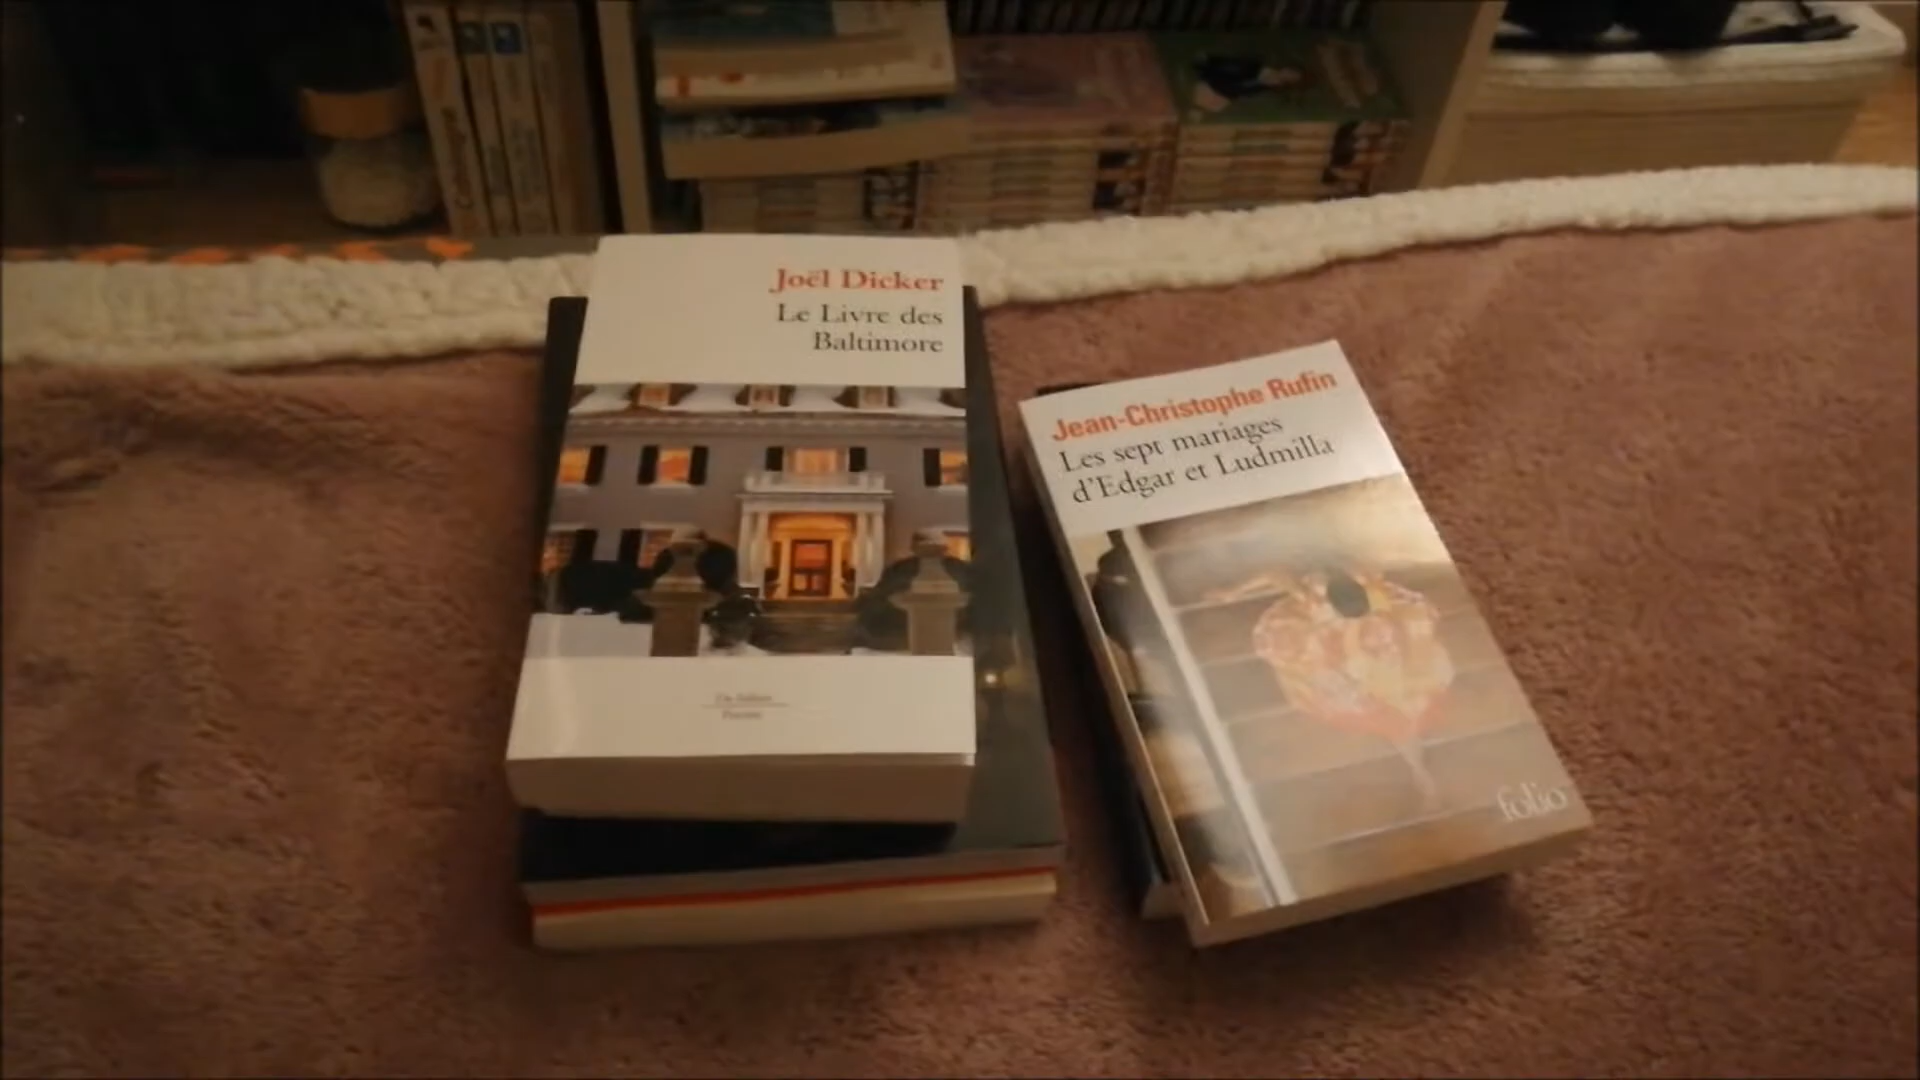 Joël Dicker
Le Livre des
Baltimore
Jean-Christophe Rufin
Les sept mariages
d'Edgar et Ludmilla
folio